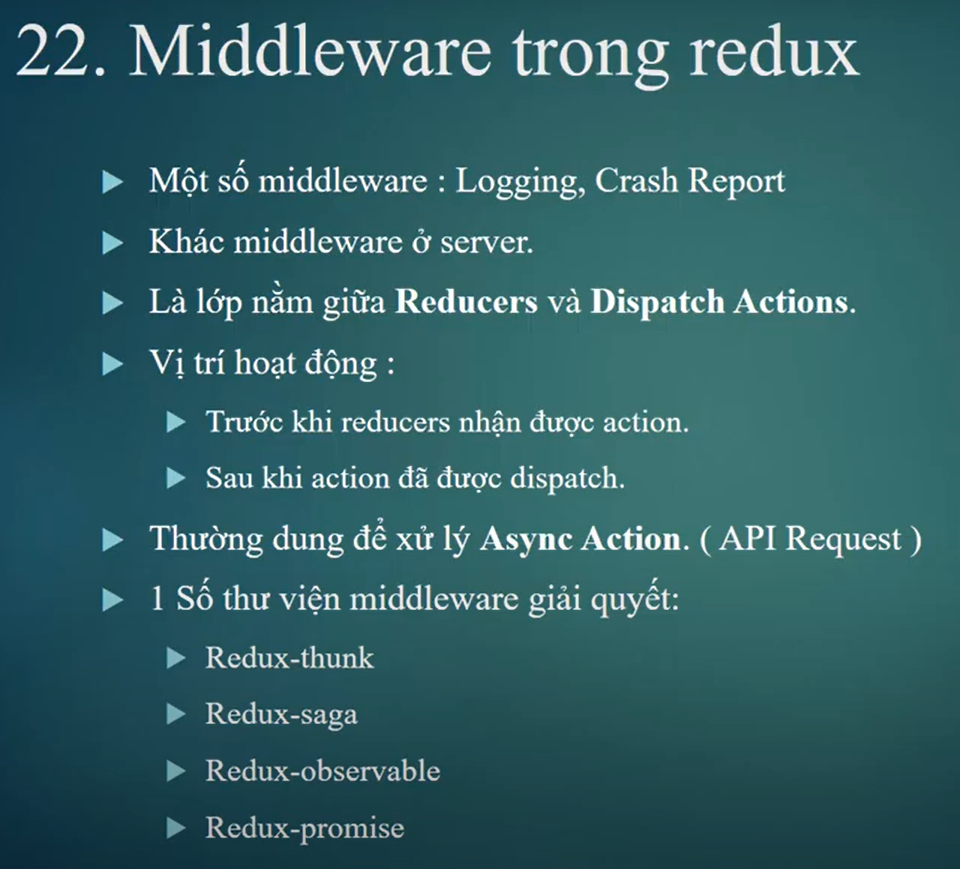 22. Middleware trong redux
Một số middleware : Logging, Crash Report
Khác middleware ở server.
Là lớp nằm giữa Reducers và Dispatch Actions.
Vị trí hoạt động :
Trước khi reducers nhận được action.
Sau khi action đã được dispatch.
Thường dung để xử lý Async Action. ( API Request )
1 Số thư viện middleware giải quyết:
Redux-thunk
Redux-saga
Redux-observable
Redux-promise